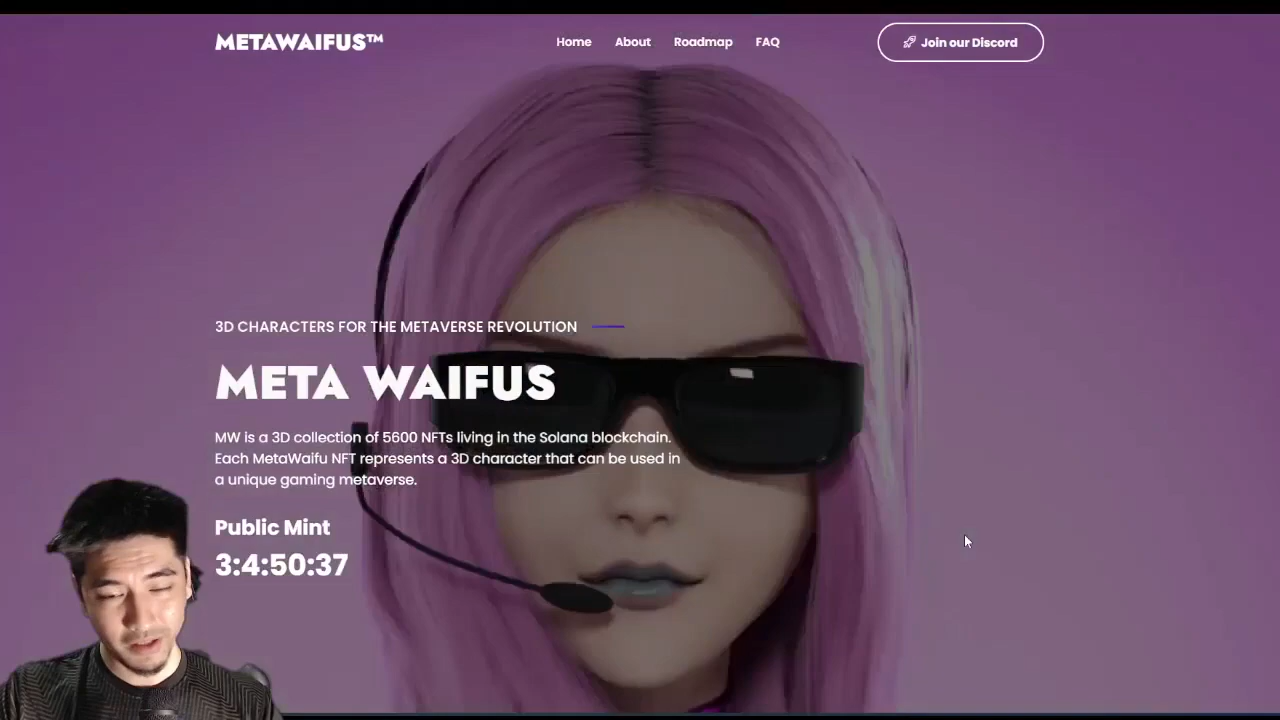 METAWAIFUS™
Home About Roadmap FAQ
Join our Discord
3D CHARACTERS FOR THE METAVERSE REVOLUTION
META WAIFUS
MW is a 3D collection of 5600 NFTs living in the Solana blockchain.
Each MetaWaifu NFT represents a 3D character that can be used in
a unique gaming metaverse.
Public Mint
3:4:50:37